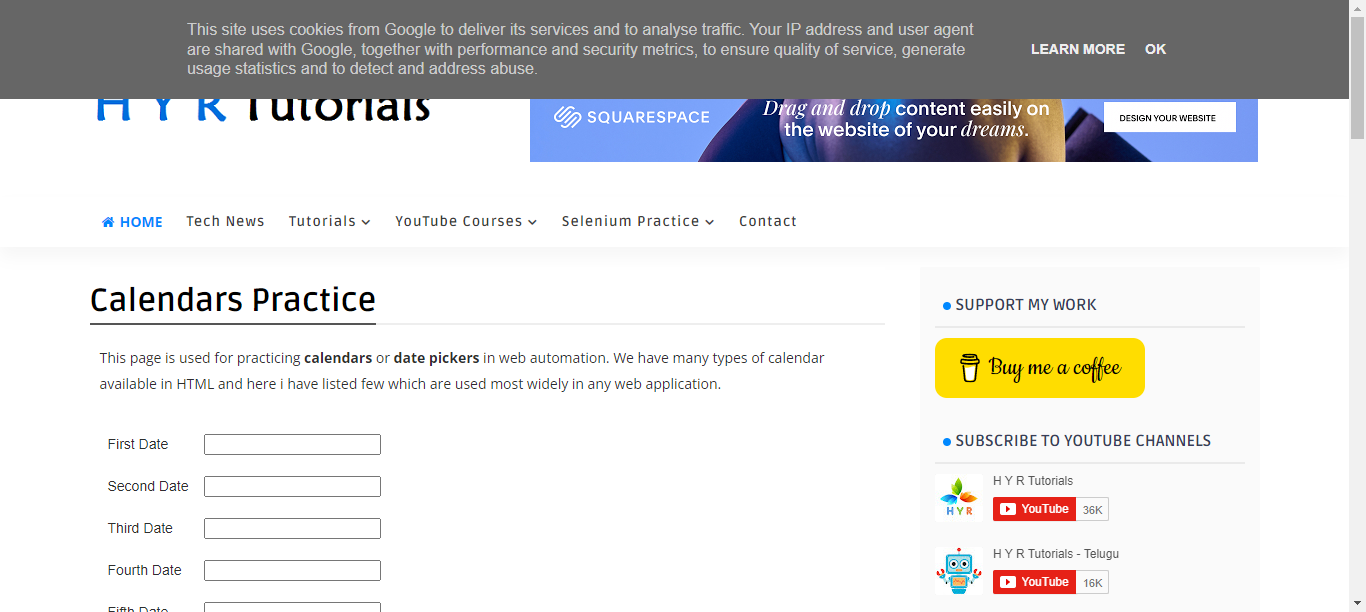 This site uses cookies from Google to deliver its services and to analyse traffic. Your IP address and user agent
are shared with Google, together with performance and security metrics, to ensure quality of service, generate
usage statistics and to detect and address abuse.
LEARN MORE OK
H Y R Tutorials
SQUARESPACE
Drag and drop content easily on
the website of your dreams.
DESIGN YOUR WEBSITE
HOME Tech News Tutorials YouTube Courses Selenium Practice Contact
Calendars Practice
This page is used for practicing calendars or date pickers in web automation. We have many types of calendar
available in HTML and here i have listed few which are used most widely in any web application.
First Date
Second Date
Third Date
Fourth Date
Fifth Date
SUPPORT MY WORK
Buy me a coffee
SUBSCRIBE TO YOUTUBE CHANNELS
HYR
H Y R Tutorials
YouTube 36K
H Y R Tutorials - Telugu
YouTube 16K